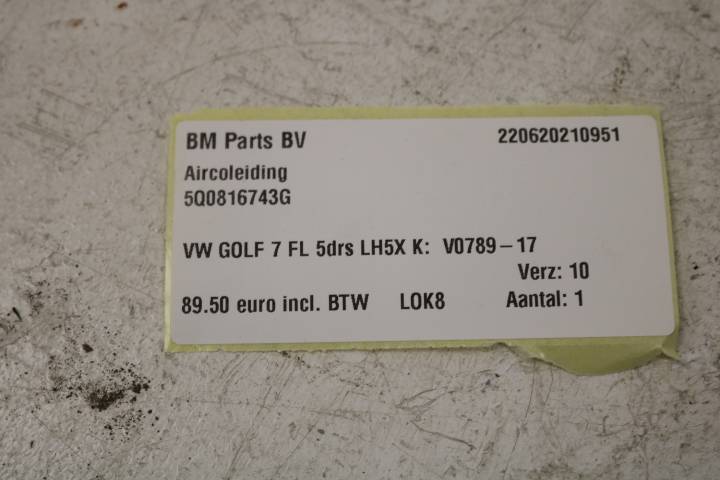 BM Parts BV 220620210951
Aircoleiding
5Q0816743G
VW GOLF 7 FL 5drs LH5X K: V0789-17
Verz: 10
89.50 euro incl. BTW LOK8 Aantal: 1